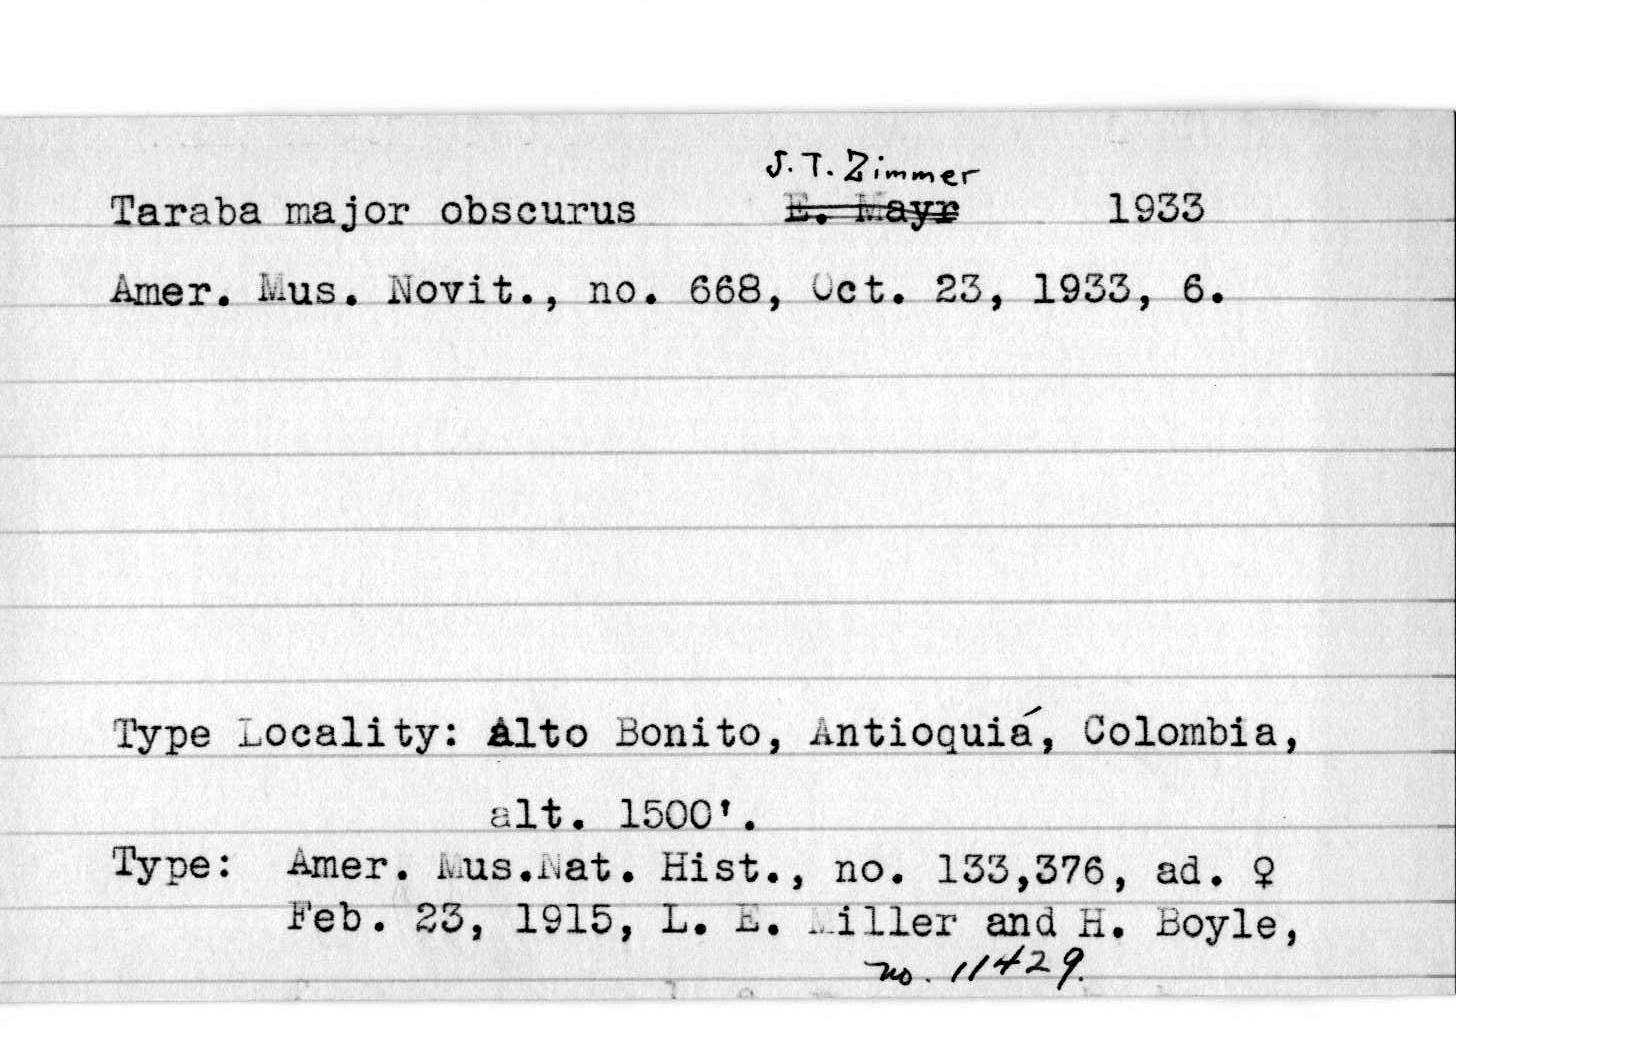 J. T. Zimmer
Taraba major obscurus E. Mayr 1933
Amer. Mus. Novit., no. 668, Oct. 23, 1933, 6.
Type Locality: Alto Bonito, Antioquiá, Colombia,
alt. 1500'.
Type: Amer. Mus.Nat. Hist., no. 133,376, ad. ♀
Feb. 23, 1915, L. E. Miller and H. Boyle,
no. 11429.